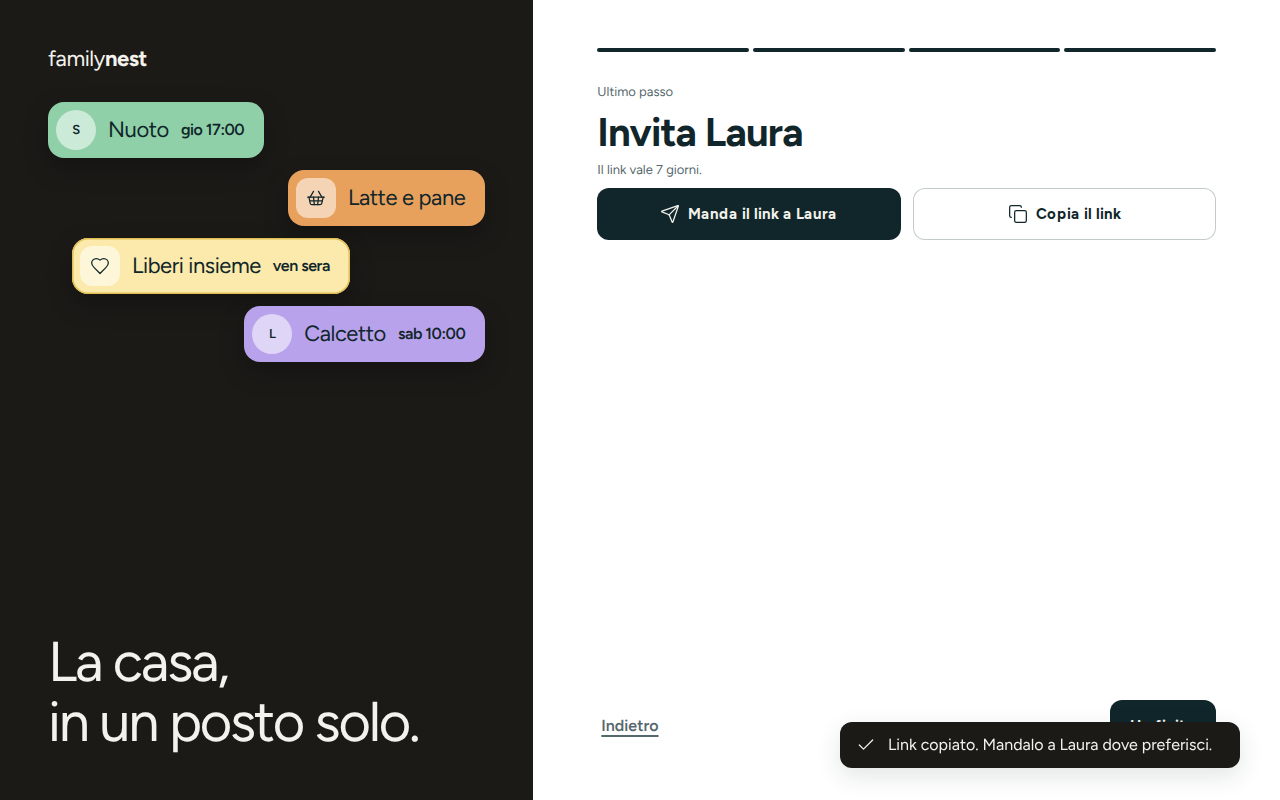 familynest
S Nuoto gio 17:00
Latte e pane
Liberi insieme ven sera
L Calcetto sab 10:00
La casa,
in un posto solo.
Ultimo passo
Invita Laura
Il link vale 7 giorni.
Manda il link a Laura
Copia il link
Indietro
Link copiato. Mandalo a Laura dove preferisci.